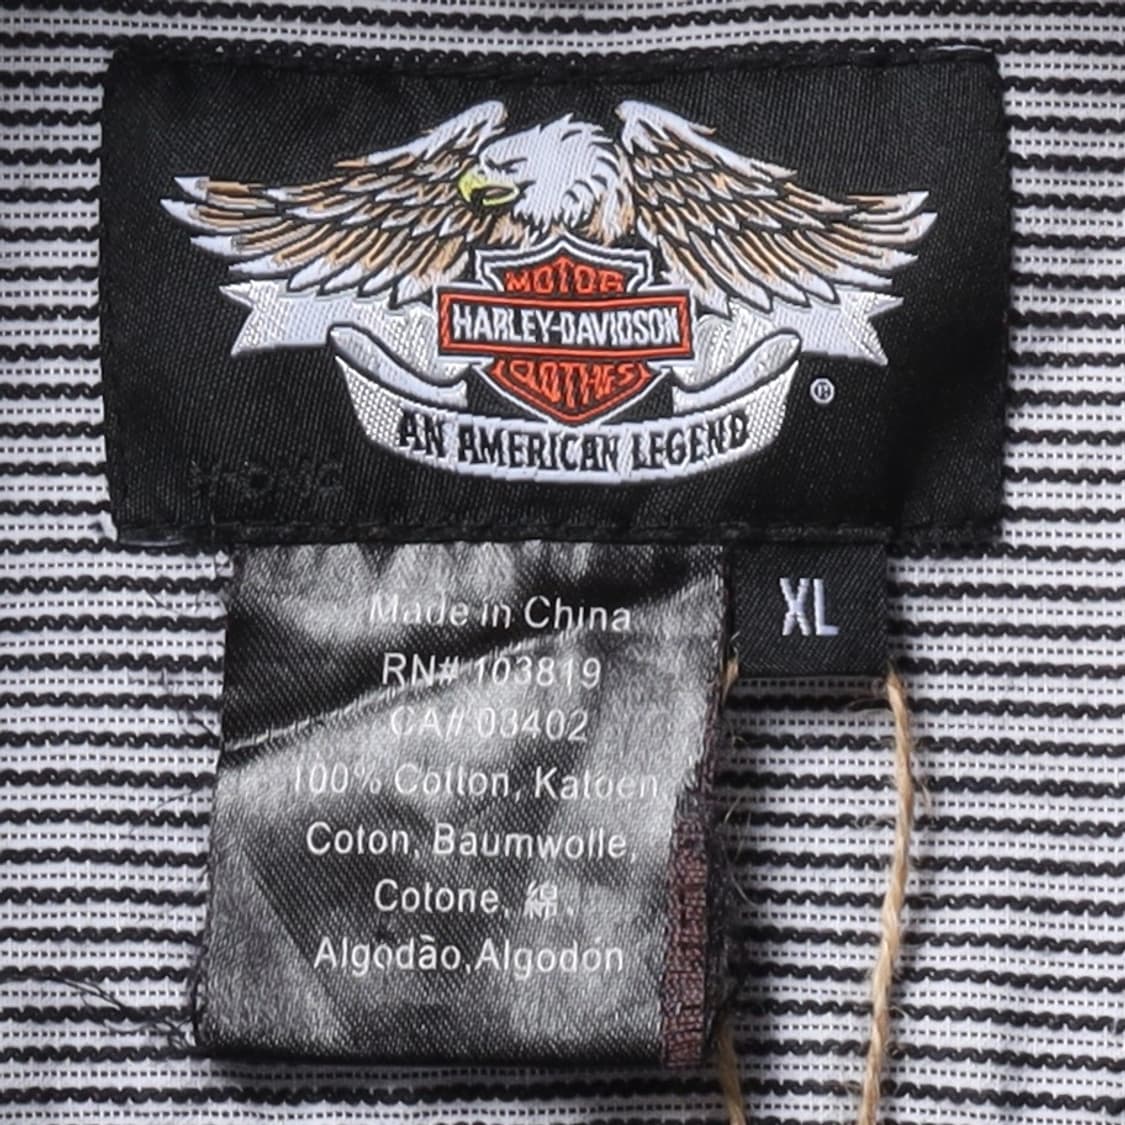 MOTOR
HARLEY-DAVIDSON
CLOTHES
AN AMERICAN LEGEND
®
H-DMC
XL
Made in China
RN# 103819
CA# 03402
100% Cotton, Katoen,
Coton, Baumwolle,
Cotone, 綿,
Algodão,Algodón